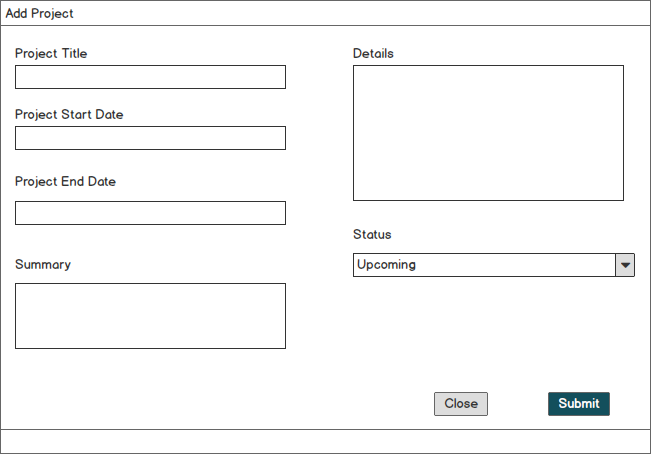 Add Project
Project Title
Project Start Date
Project End Date
Summary
Details
Status
Upcoming
Close
Submit